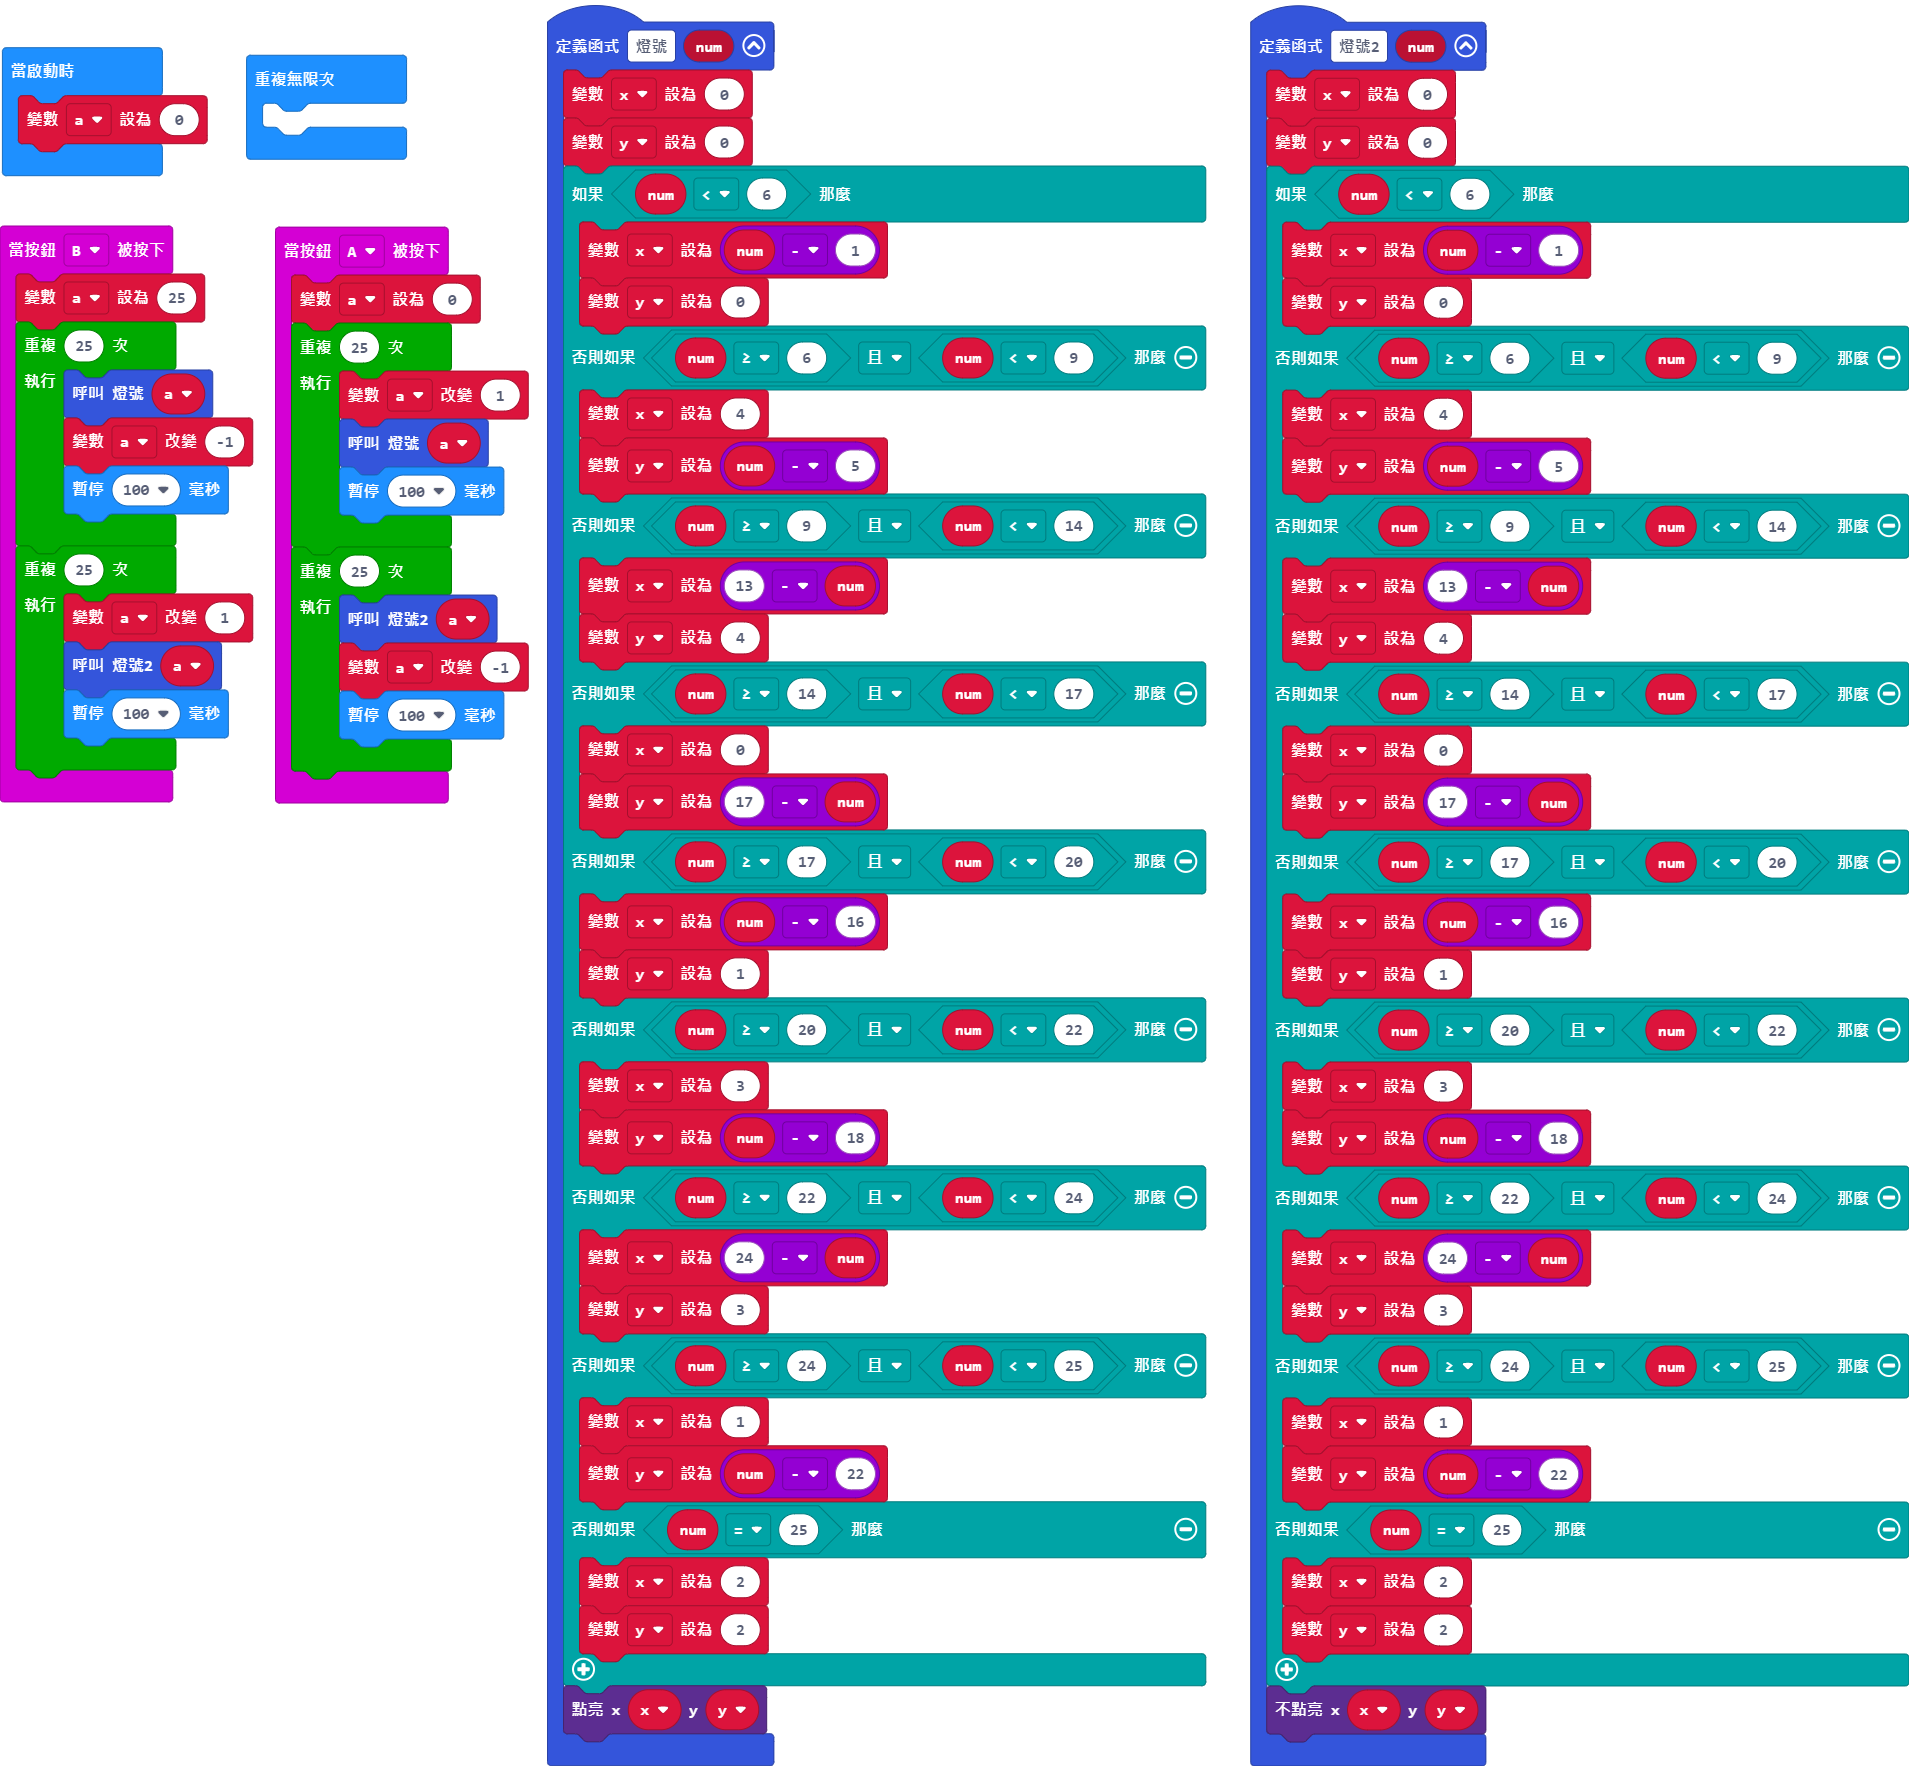 當啟動時
變數 a 設為 0
重複無限次
當按鈕 B 被按下
變數 a 設為 25
重複 25 次
執行
呼叫 燈號 a
變數 a 改變 -1
暫停 100 毫秒
重複 25 次
執行
變數 a 改變 1
呼叫 燈號2 a
暫停 100 毫秒
當按鈕 A 被按下
變數 a 設為 0
重複 25 次
執行
變數 a 改變 1
呼叫 燈號 a
暫停 100 毫秒
重複 25 次
執行
呼叫 燈號2 a
變數 a 改變 -1
暫停 100 毫秒
定義函式 燈號 num
變數 x 設為 0
變數 y 設為 0
如果 num < 6 那麼
變數 x 設為 num - 1
變數 y 設為 0
否則如果 num ≥ 6 且 num < 9 那麼
變數 x 設為 4
變數 y 設為 num - 5
否則如果 num ≥ 9 且 num < 14 那麼
變數 x 設為 13 - num
變數 y 設為 4
否則如果 num ≥ 14 且 num < 17 那麼
變數 x 設為 0
變數 y 設為 17 - num
否則如果 num ≥ 17 且 num < 20 那麼
變數 x 設為 num - 16
變數 y 設為 1
否則如果 num ≥ 20 且 num < 22 那麼
變數 x 設為 3
變數 y 設為 num - 18
否則如果 num ≥ 22 且 num < 24 那麼
變數 x 設為 24 - num
變數 y 設為 3
否則如果 num ≥ 24 且 num < 25 那麼
變數 x 設為 1
變數 y 設為 num - 22
否則如果 num = 25 那麼
變數 x 設為 2
變數 y 設為 2
點亮 x x y y
定義函式 燈號2 num
變數 x 設為 0
變數 y 設為 0
如果 num < 6 那麼
變數 x 設為 num - 1
變數 y 設為 0
否則如果 num ≥ 6 且 num < 9 那麼
變數 x 設為 4
變數 y 設為 num - 5
否則如果 num ≥ 9 且 num < 14 那麼
變數 x 設為 13 - num
變數 y 設為 4
否則如果 num ≥ 14 且 num < 17 那麼
變數 x 設為 0
變數 y 設為 17 - num
否則如果 num ≥ 17 且 num < 20 那麼
變數 x 設為 num - 16
變數 y 設為 1
否則如果 num ≥ 20 且 num < 22 那麼
變數 x 設為 3
變數 y 設為 num - 18
否則如果 num ≥ 22 且 num < 24 那麼
變數 x 設為 24 - num
變數 y 設為 3
否則如果 num ≥ 24 且 num < 25 那麼
變數 x 設為 1
變數 y 設為 num - 22
否則如果 num = 25 那麼
變數 x 設為 2
變數 y 設為 2
不點亮 x x y y